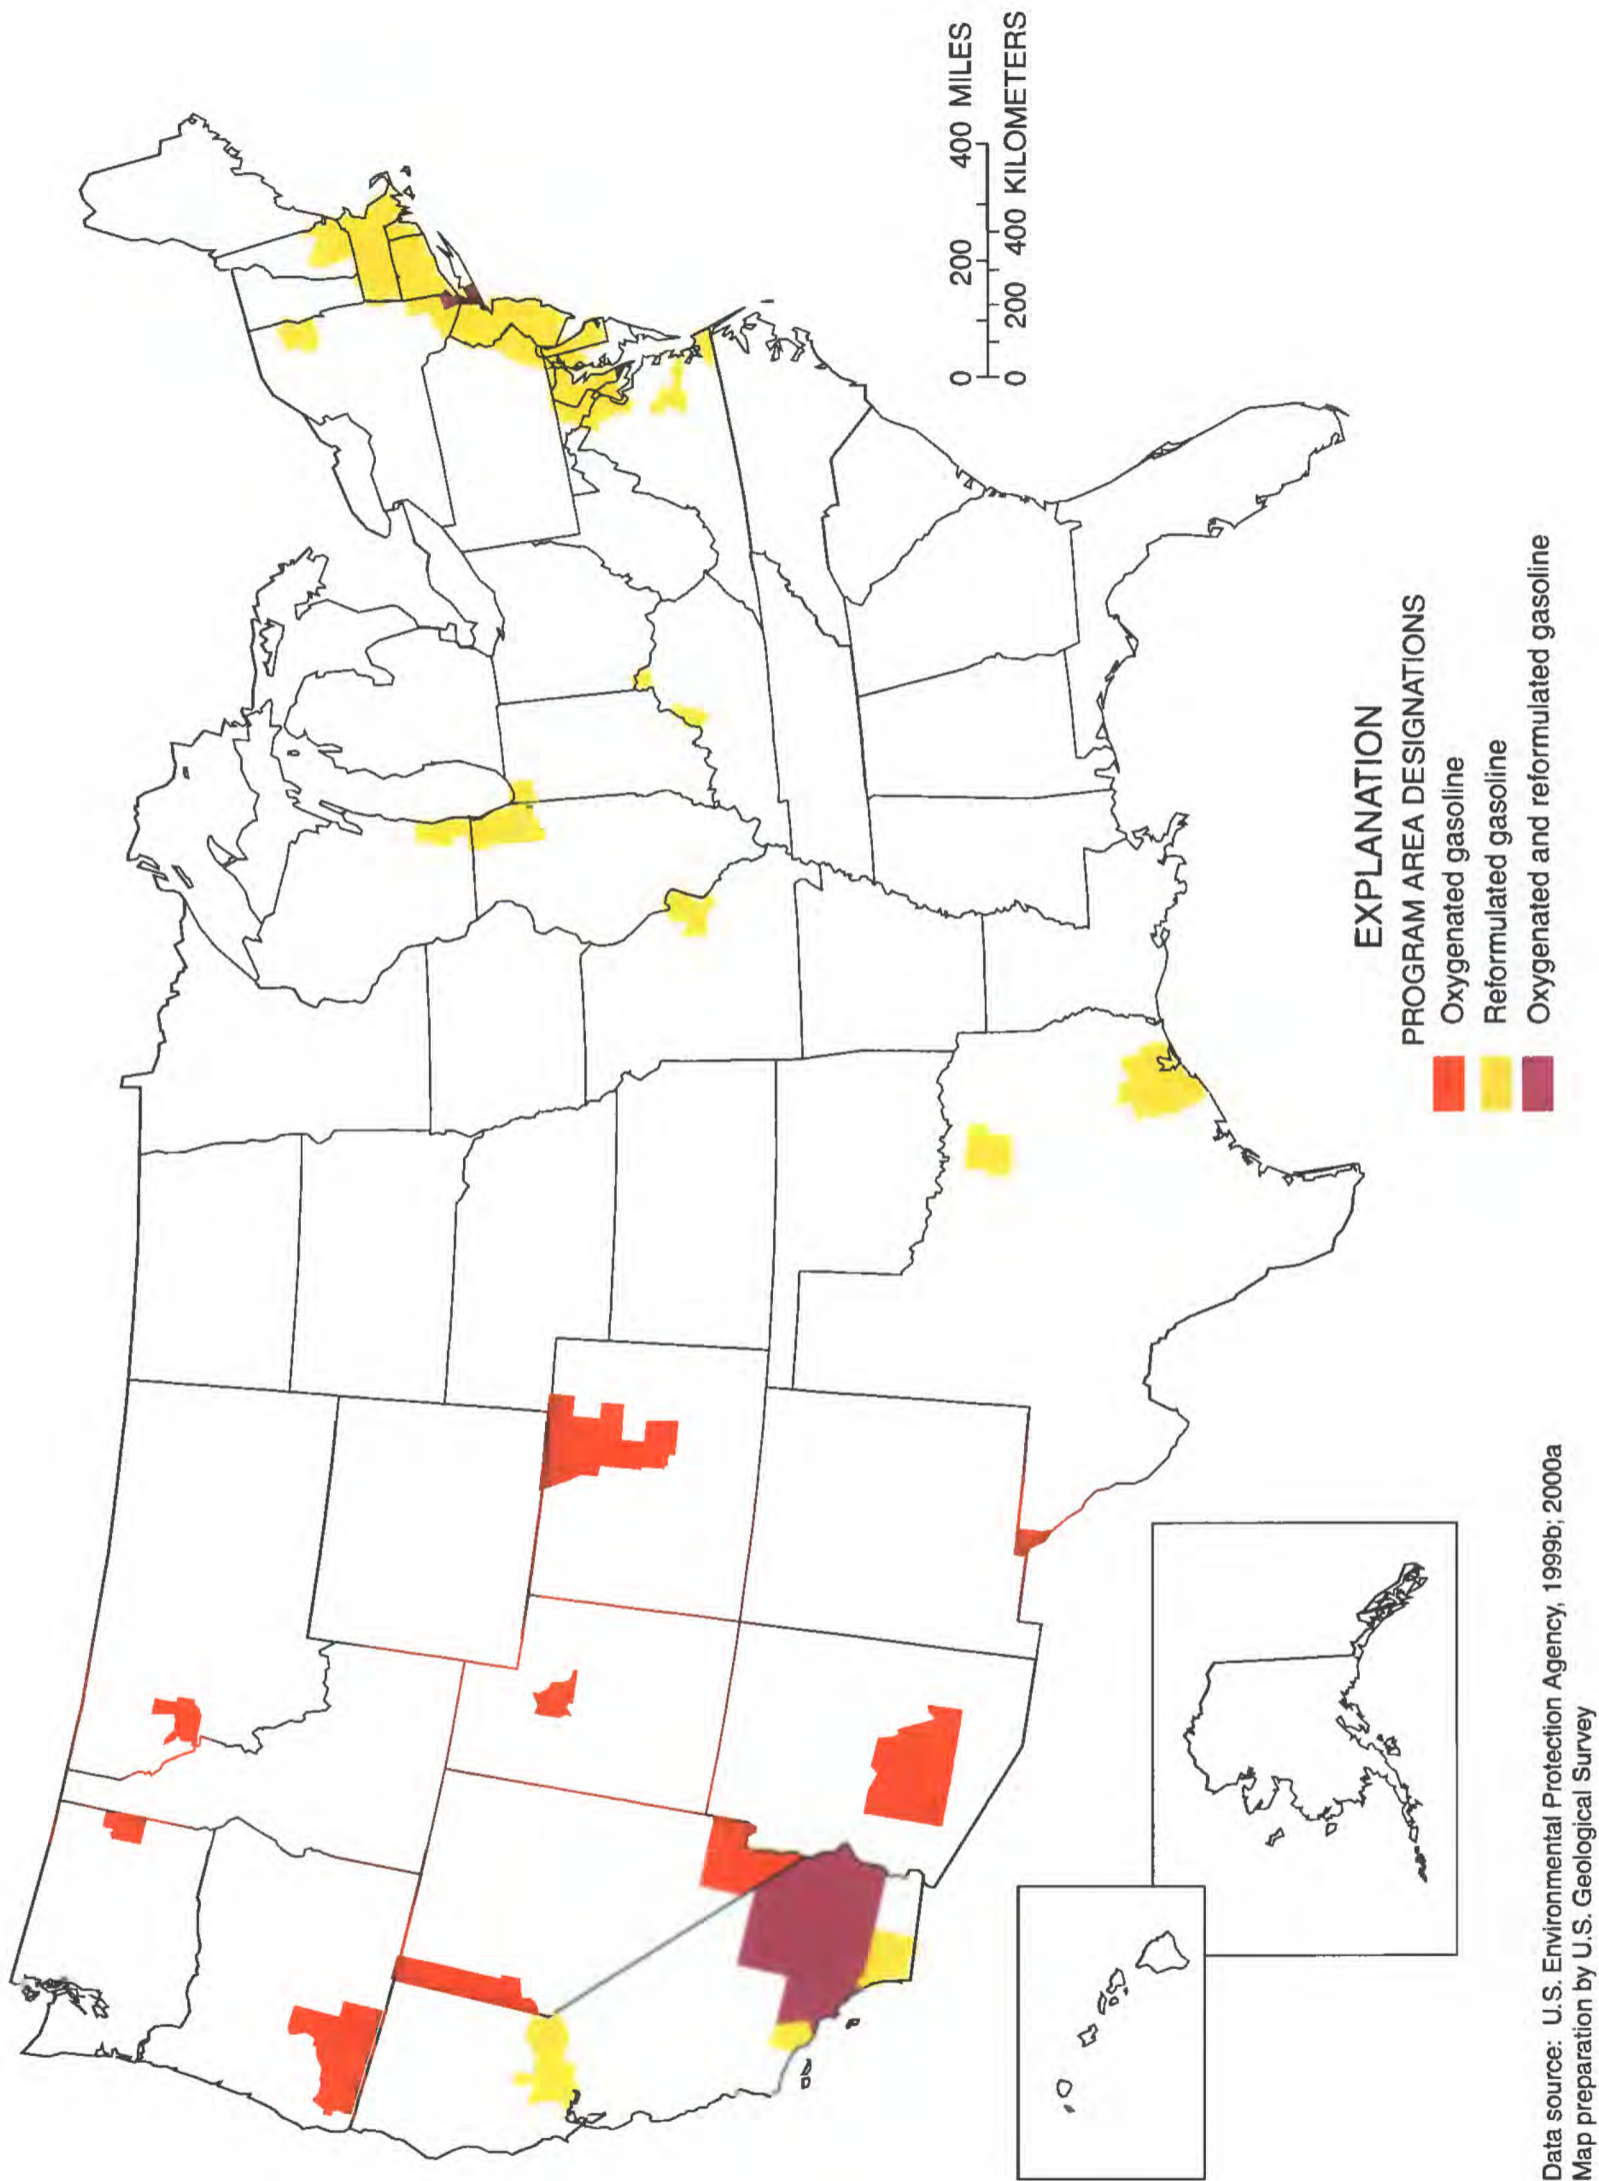 0 200 400 MILES
0 200 400 KILOMETERS
EXPLANATION
PROGRAM AREA DESIGNATIONS
Oxygenated gasoline
Reformulated gasoline
Oxygenated and reformulated gasoline
Data source: U.S. Environmental Protection Agency, 1999b; 2000a
Map preparation by U.S. Geological Survey